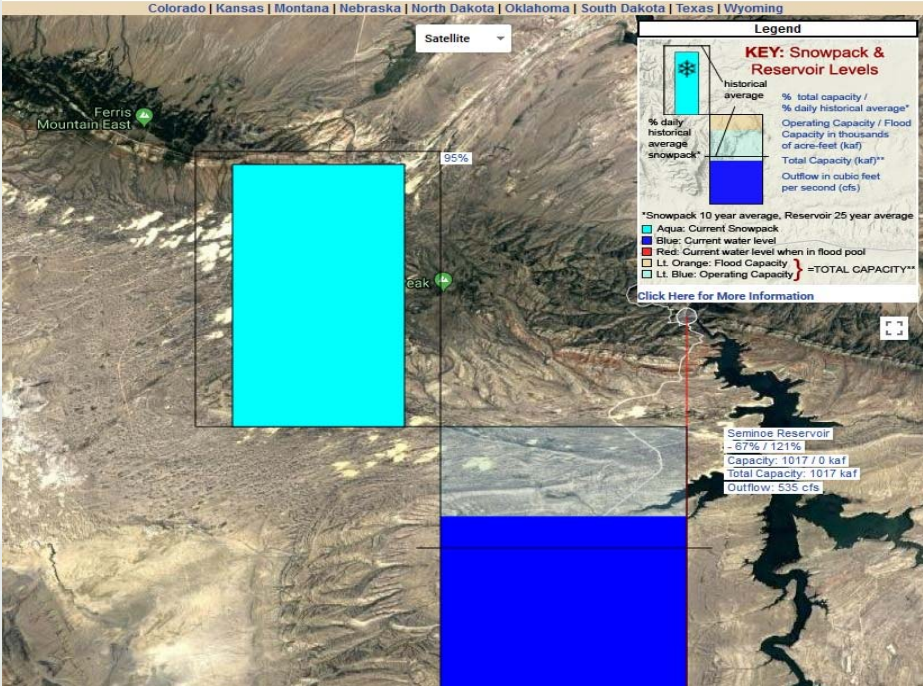 Colorado | Kansas | Montana | Nebraska | North Dakota | Oklahoma | South Dakota | Texas | Wyoming
Satellite
Legend
KEY: Snowpack &
Reservoir Levels
historical
average
% daily
historical
average
snowpack*
% total capacity /
% daily historical average*
Operating Capacity / Flood
Capacity in thousands
of acre-feet (kaf)
Total Capacity (kaf)**
Outflow in cubic feet
per second (cfs)
*Snowpack 10 year average, Reservoir 25 year average
Aqua: Current Snowpack
Blue: Current water level
Red: Current water level when in flood pool
Lt. Orange: Flood Capacity
Lt. Blue: Operating Capacity
=TOTAL CAPACITY**
Click Here for More Information
Ferris
Mountain East
95%
eak
Seminoe Reservoir
- 67% / 121%
Capacity: 1017 / 0 kaf
Total Capacity: 1017 kaf
Outflow: 535 cfs